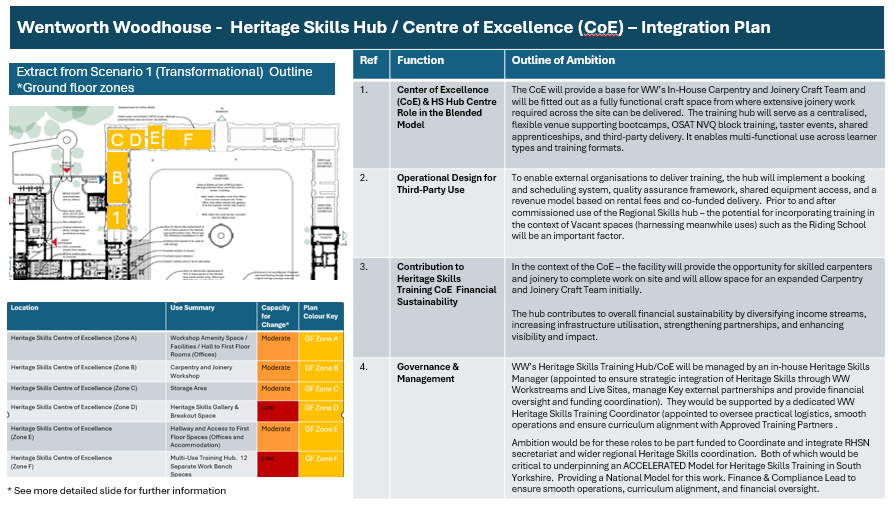 Wentworth Woodhouse -  Heritage Skills Hub / Centre of Excellence (CoE) – Integration Plan
Extract from Scenario 1 (Transformational)  Outline
*Ground floor zones
C D E F
B
1
Location Use Summary Capacity for Change* Plan Colour Key
Heritage Skills Centre of Excellence (Zone A) Workshop Amenity Space / Facilities / Hall to First Floor Rooms (Offices) Moderate GF Zone A
Heritage Skills Centre of Excellence (Zone B) Carpentry and Joinery Workshop Moderate GF Zone B
Heritage Skills Centre of Excellence (Zone C) Storage Area Moderate GF Zone C
Heritage Skills Centre of Excellence (Zone D) Heritage Skills Gallery & Breakout Space Low GF Zone D
Heritage Skills Centre of Excellence (Zone E) Hallway and Access to First Floor Spaces (Offices and Accommodation) Moderate GF Zone E
Heritage Skills Centre of Excellence (Zone F) Multi-Use Training Hub. 12 Separate Work Bench Spaces Low GF Zone F
* See more detailed slide for further information
Ref Function Outline of Ambition
1. Center of Excellence (CoE) & HS Hub Centre Role in the Blended Model
The CoE will provide a base for WW's In-House Carpentry and Joinery Craft Team and
will be fitted out as a fully functional craft space from where extensive joinery work
required across the site can be delivered.  The training hub will serve as a centralised,
flexible venue supporting bootcamps, OSAT NVQ block training, taster events, shared
apprenticeships, and third-party delivery. It enables multi-functional use across learner
types and training formats.
2. Operational Design for Third-Party Use
To enable external organisations to deliver training, the hub will implement a booking
and scheduling system, quality assurance framework, shared equipment access, and a
revenue model based on rental fees and co-funded delivery.  Prior to and after
commissioned use of the Regional Skills hub – the potential for incorporating training in
the context of Vacant spaces (harnessing meanwhile uses) such as the Riding School
will be an important factor.
3. Contribution to Heritage Skills Training CoE Financial Sustainability
In the context of the CoE – the facility will provide the opportunity for skilled carpenters
and joinery to complete work on site and will allow space for an expanded Carpentry
and Joinery Craft Team initially.
The hub contributes to overall financial sustainability by diversifying income streams,
increasing infrastructure utilisation, strengthening partnerships, and enhancing
visibility and impact.
4. Governance & Management
WW's Heritage Skills Training Hub/CoE will be managed by an in-house Heritage Skills
Manager (appointed to ensure strategic integration of Heritage Skills through WW
Workstreams and Live Sites, manage Key external partnerships and provide financial
oversight and funding coordination).  They would be supported by a dedicated WW
Heritage Skills Training Coordinator (appointed to oversee practical logistics, smooth
operations and ensure curriculum alignment with Approved Training Partners .
Ambition would be for these roles to be part funded to Coordinate and integrate RHSN
secretariat and wider regional Heritage Skills coordination.  Both of which would be
critical to underpinning an ACCELERATED Model for Heritage Skills Training in South
Yorkshire.  Providing a National Model for this work. Finance & Compliance Lead to
ensure smooth operations, curriculum alignment, and financial oversight.